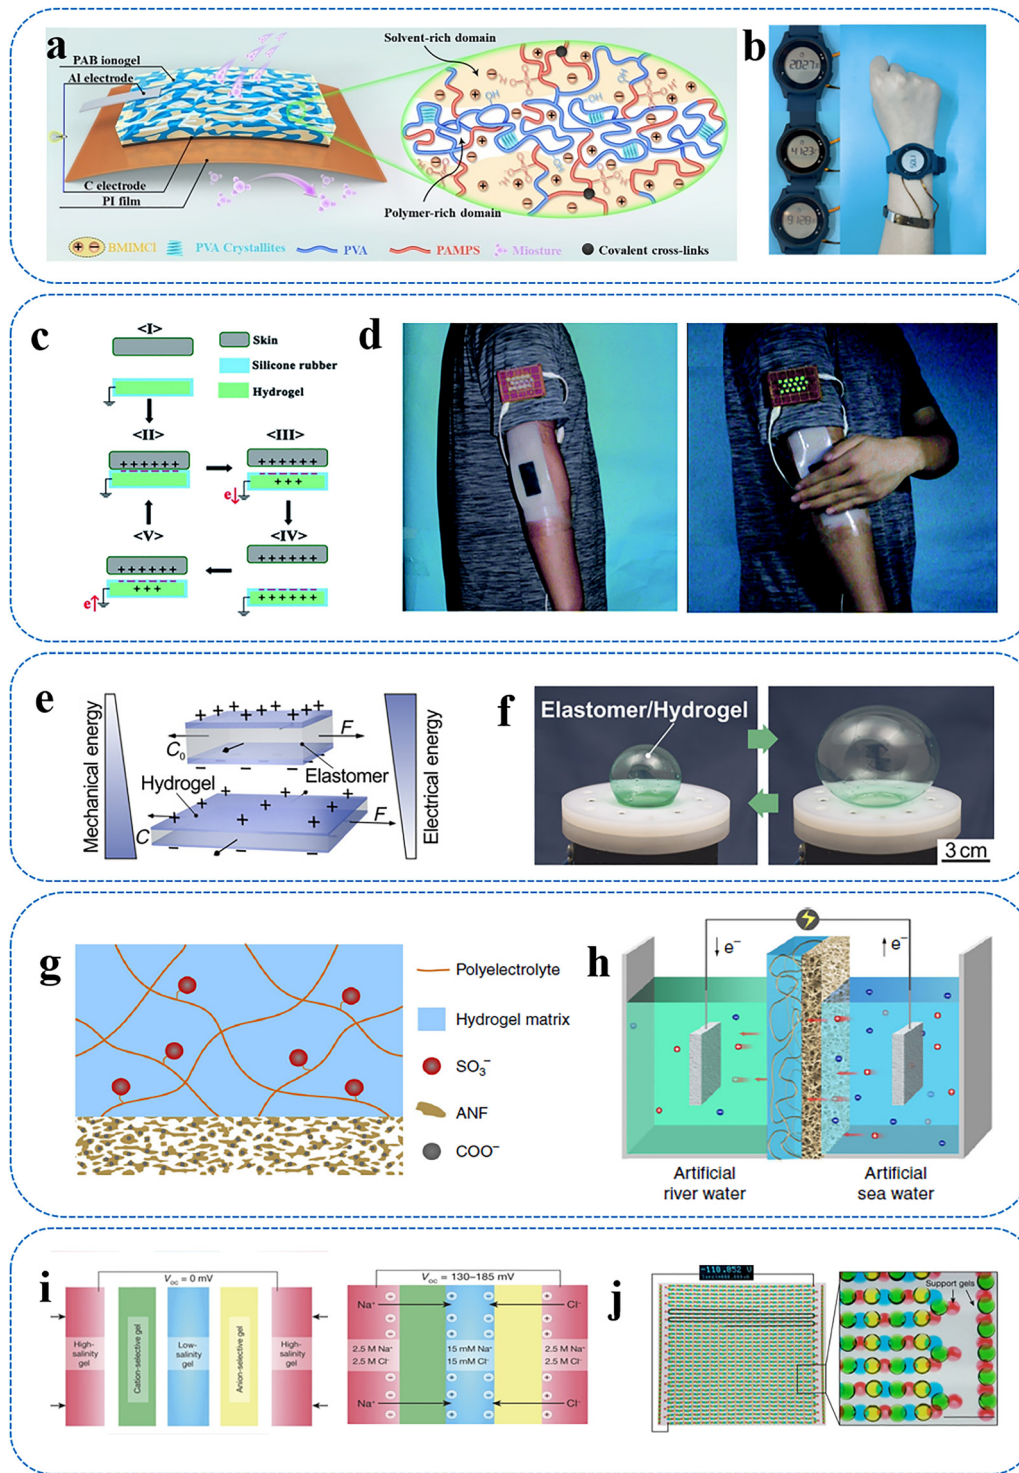 a
PAB ionogel
Al electrode
C electrode
PI film
Solvent-rich domain
Polymer-rich domain
BMIMCl
PVA Crystallites
PVA
PAMPS
Miosture
Covalent cross-links
b
c
<I>
<II>
<III>
<IV>
<V>
e↓
e↑
Skin
Silicone rubber
Hydrogel
d
e
Mechanical energy
C₀
F
Hydrogel
Elastomer
C
F
Electrical energy
f
Elastomer/Hydrogel
3 cm
g
Polyelectrolyte
Hydrogel matrix
SO₃⁻
ANF
COO⁻
h
e⁻
e⁻
Artificial
river water
Artificial
sea water
i
Voc = 0 mV
High-
salinity
gel
Cation-selective gel
Low-
salinity
gel
Anion-selective gel
High-
salinity
gel
Voc = 130–185 mV
Na⁺
Cl⁻
2.5 M Na⁺
2.5 M Cl⁻
15 mM Na⁺
15 mM Cl⁻
2.5 M Na⁺
2.5 M Cl⁻
Na⁺
Cl⁻
j
-110.852 V
Support gels